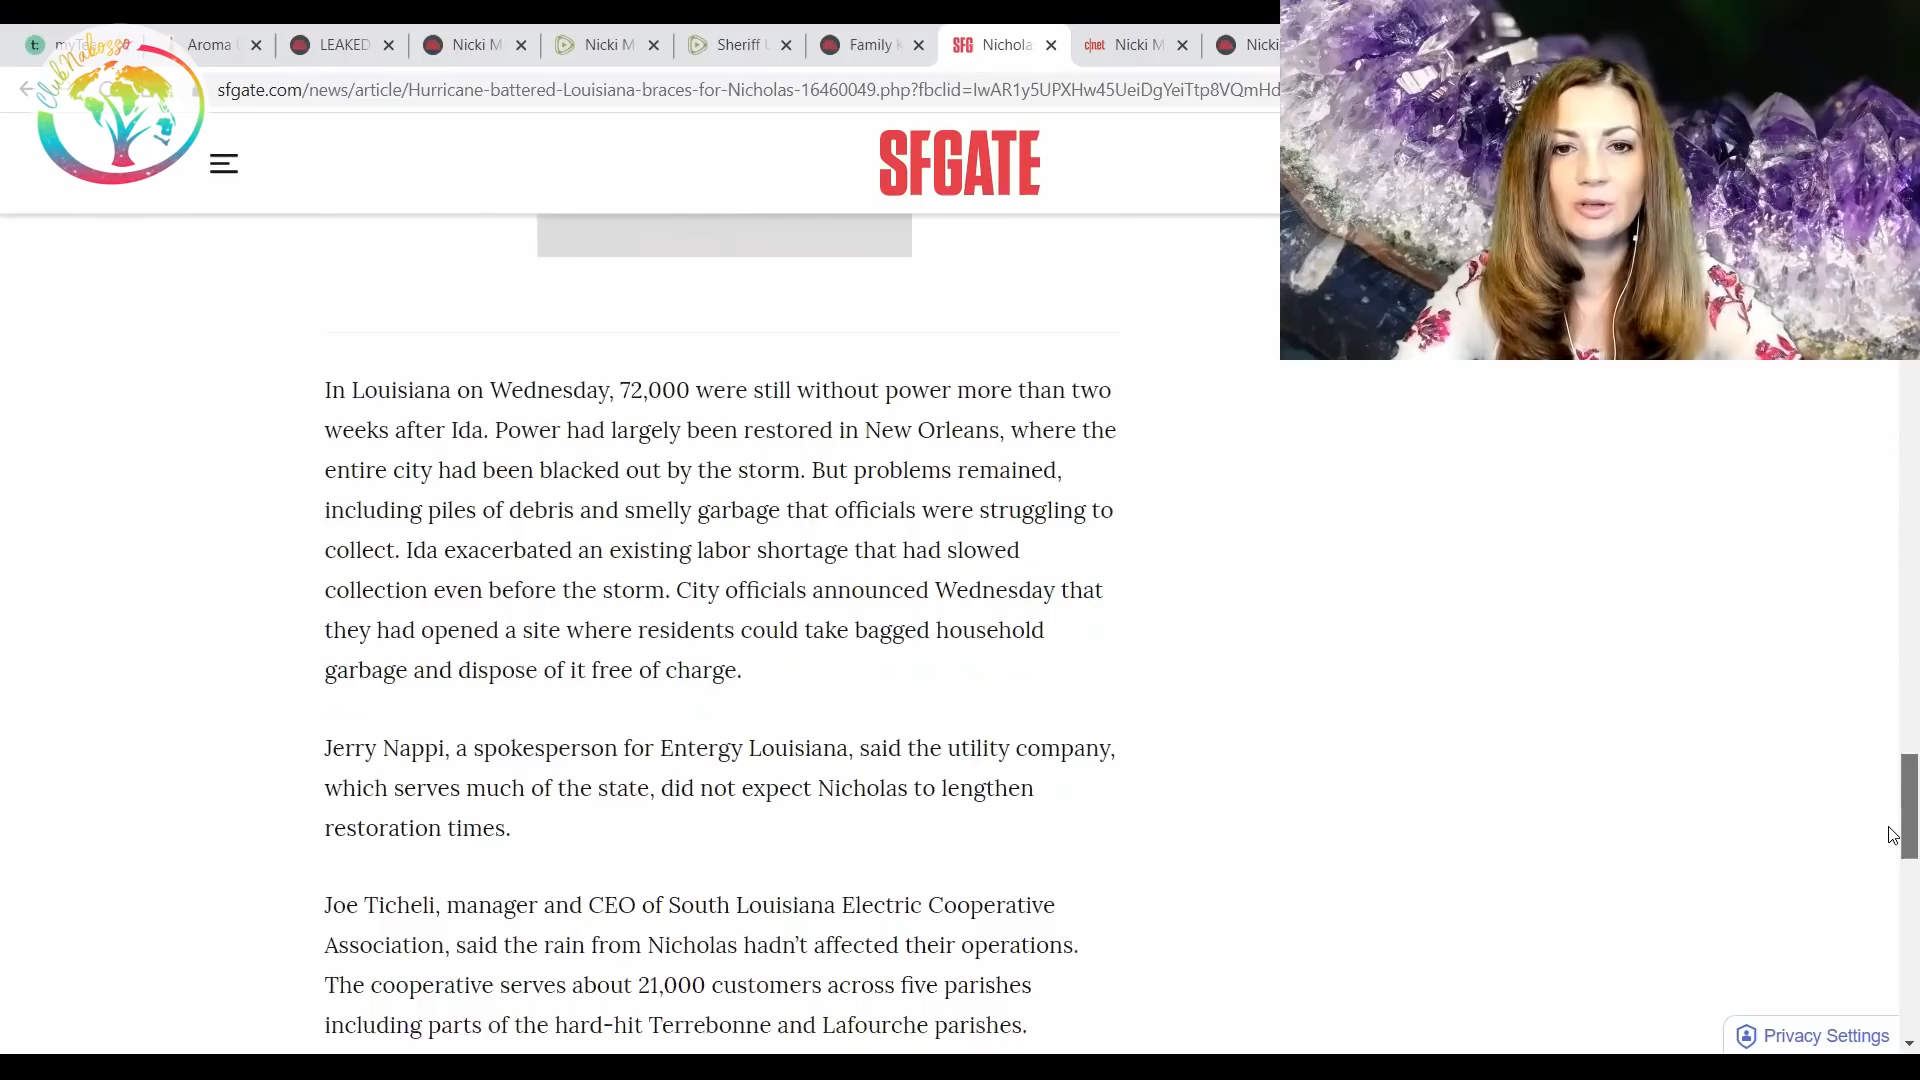 t:
Aroma
LEAKED
Nicki M
Nicki M
Sheriff
Family
SFG
Nichola
c|net
Nicki M
Nicki
Club Nabozzo
sfgate.com/news/article/Hurricane-battered-Louisiana-braces-for-Nicholas-16460049.php?fbclid=IwAR1y5UPXHw45UeiDgYeiTtp8VQmHd
SFGATE
In Louisiana on Wednesday, 72,000 were still without power more than two
weeks after Ida. Power had largely been restored in New Orleans, where the
entire city had been blacked out by the storm. But problems remained,
including piles of debris and smelly garbage that officials were struggling to
collect. Ida exacerbated an existing labor shortage that had slowed
collection even before the storm. City officials announced Wednesday that
they had opened a site where residents could take bagged household
garbage and dispose of it free of charge.
Jerry Nappi, a spokesperson for Entergy Louisiana, said the utility company,
which serves much of the state, did not expect Nicholas to lengthen
restoration times.
Joe Ticheli, manager and CEO of South Louisiana Electric Cooperative
Association, said the rain from Nicholas hadn’t affected their operations.
The cooperative serves about 21,000 customers across five parishes
including parts of the hard-hit Terrebonne and Lafourche parishes.
Privacy Settings